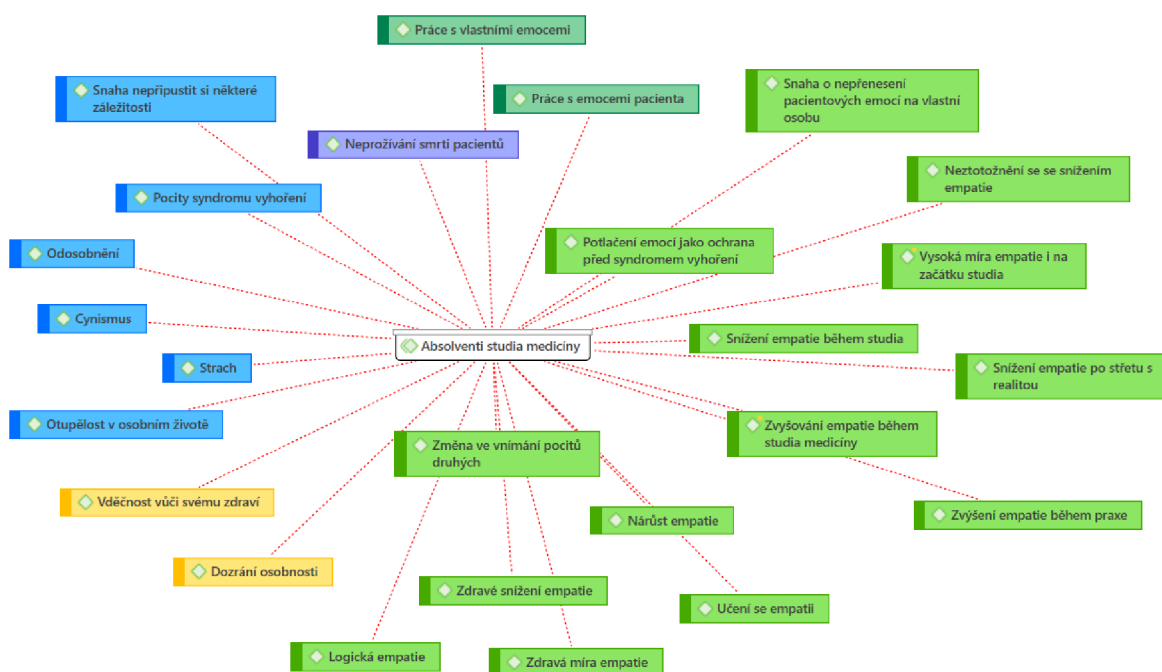 Práce s vlastními emocemi
Snaha nepřipustit si některé
záležitosti
Práce s emocemi pacienta
Snaha o nepřenesení
pacientových emocí na vlastní
osobu
Neprožívání smrti pacientů
Neztotožnění se se snížením
empatie
Pocity syndromu vyhoření
Potlačení emocí jako ochrana
před syndromem vyhoření
Odosobnění
Vysoká míra empatie i na
začátku studia
Cynismus
Absolventi studia medicíny
Snížení empatie během studia
Strach
Snížení empatie po střetu s
realitou
Otupělost v osobním životě
Změna ve vnímání pocitů
druhých
Zvyšování empatie během
studia medicíny
Vděčnost vůči svému zdraví
Nárůst empatie
Zvýšení empatie během praxe
Dozrání osobnosti
Zdravé snížení empatie
Učení se empatii
Logická empatie
Zdravá míra empatie